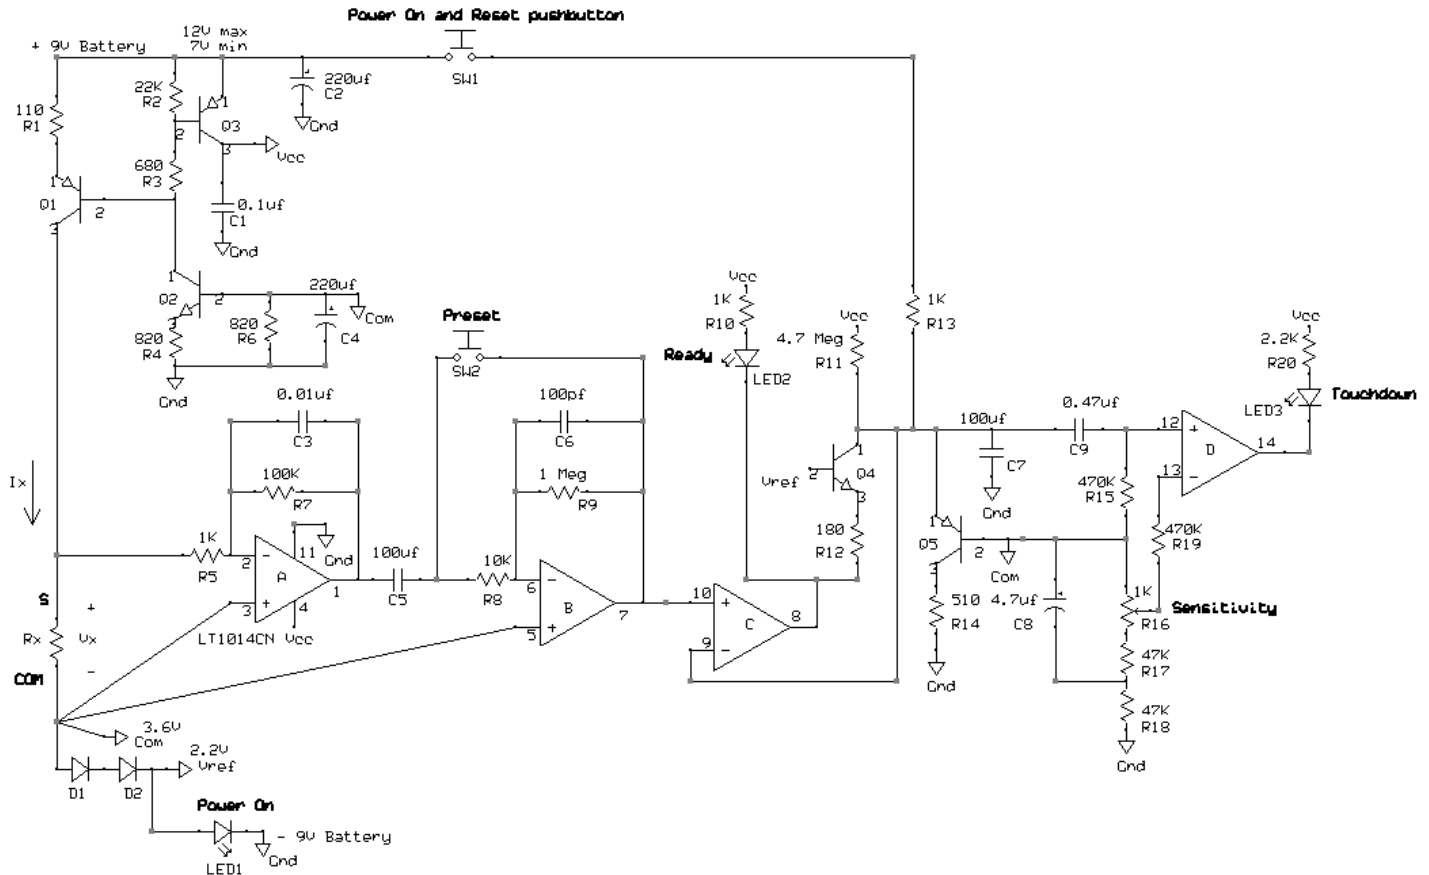 Power On and Reset pushbutton
12V max
+ 9V Battery
7V min
SW1
22K
R2
220uf
C2
110
R1
1
Q3
2
3
Gnd
Vcc
680
R3
1
Q1
2
3
0.1uf
C1
Gnd
1
Q2
2
3
220uf
Com
820
R6
C4
820
R4
Gnd
Preset
SW2
Vcc
1K
R10
Ready
LED2
Vcc
4.7 Meg
R11
1K
R13
Vcc
2.2K
R20
LED3
Touchdown
0.01uf
C3
100K
R7
100pf
C6
1 Meg
R9
Ix
1K
R5
2
A
11
Gnd
3
4
1
LT1014CN
Vcc
100uf
C5
10K
R8
6
B
5
7
10
C
9
8
1
Q4
2
Vref
3
180
R12
100uf
C7
Gnd
0.47uf
C9
12
D
14
13
470K
R15
470K
R19
1
Q5
2
3
Com
510
R14
4.7uf
C8
Gnd
1K
R16
Sensitivity
47K
R17
47K
R18
Gnd
S
+
Rx
Vx
-
COM
3.6V
Com
2.2V
Vref
D1
D2
Power On
- 9V Battery
LED1
Gnd